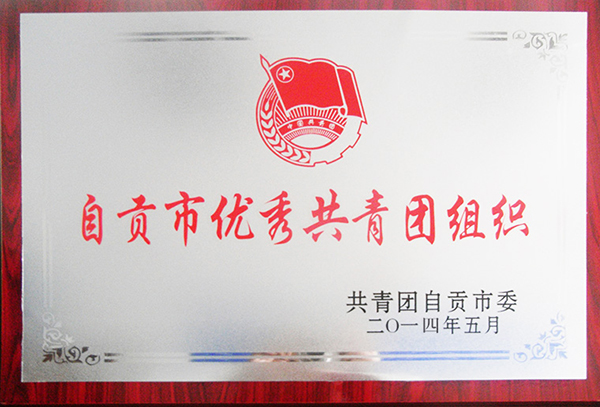 中国共青团
自贡市优秀共青团组织
共青团自贡市委
二〇一四年五月